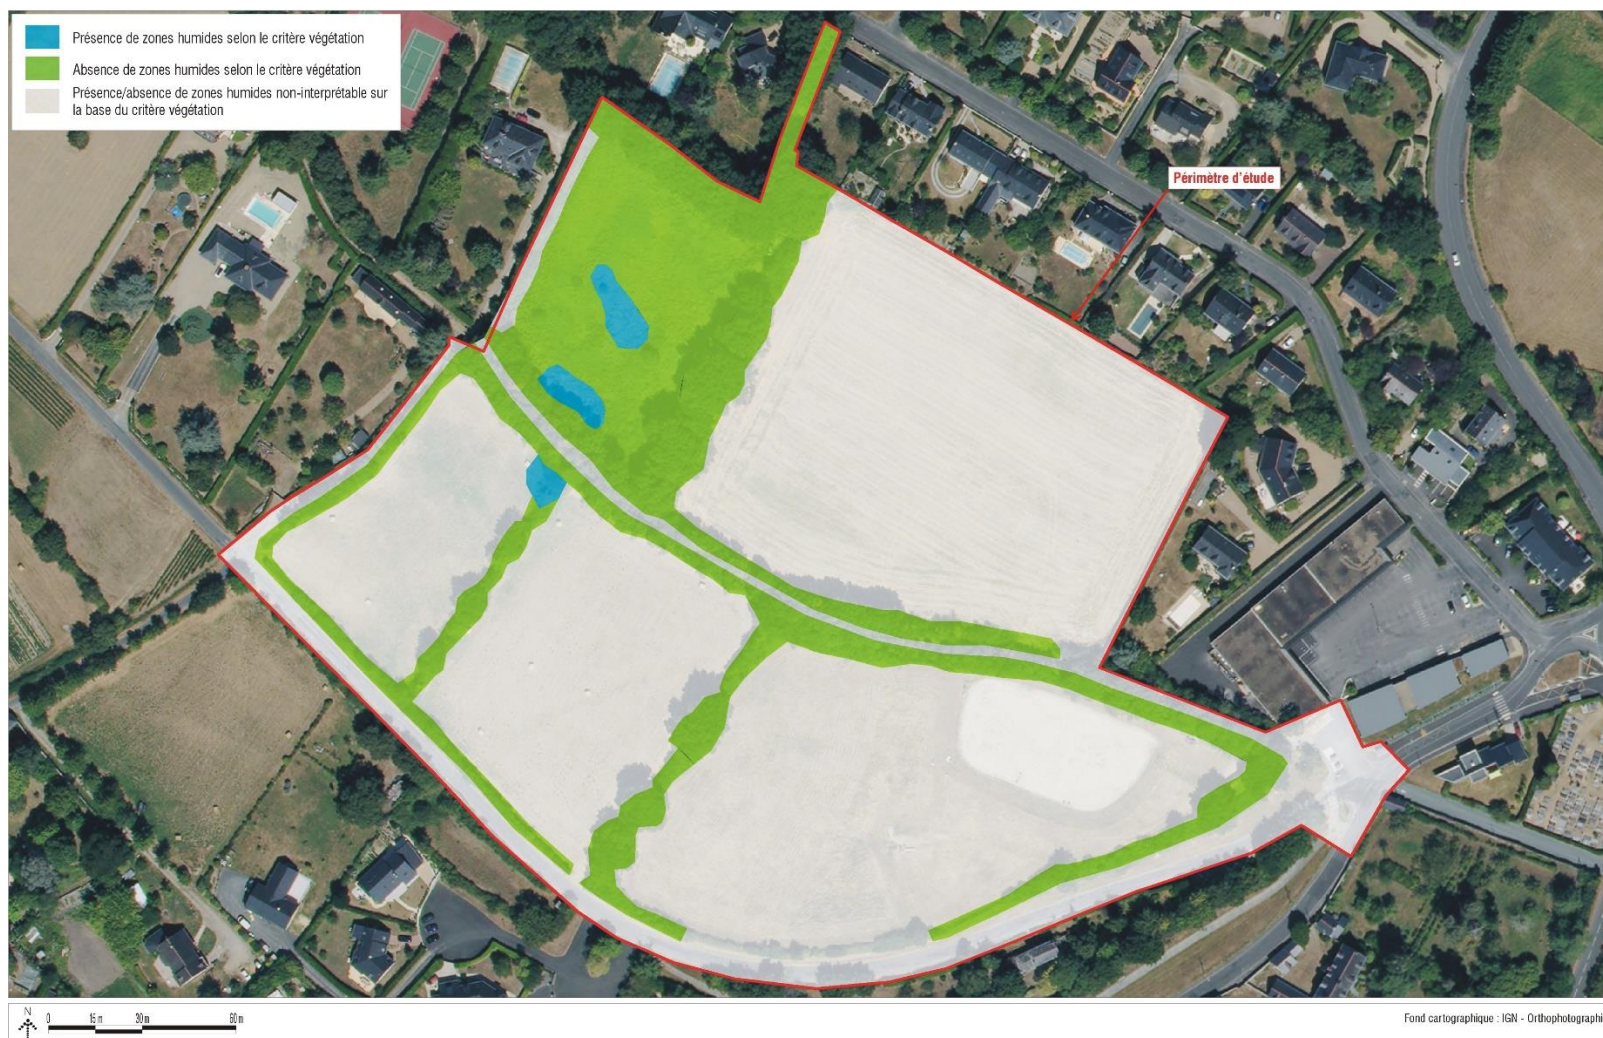 Présence de zones humides selon le critère végétation
Absence de zones humides selon le critère végétation
Présence/absence de zones humides non-interprétable sur
la base du critère végétation
Périmètre d'étude
N
0 15 m 30 m 60 m
Fond cartographique : IGN - Orthophotographi